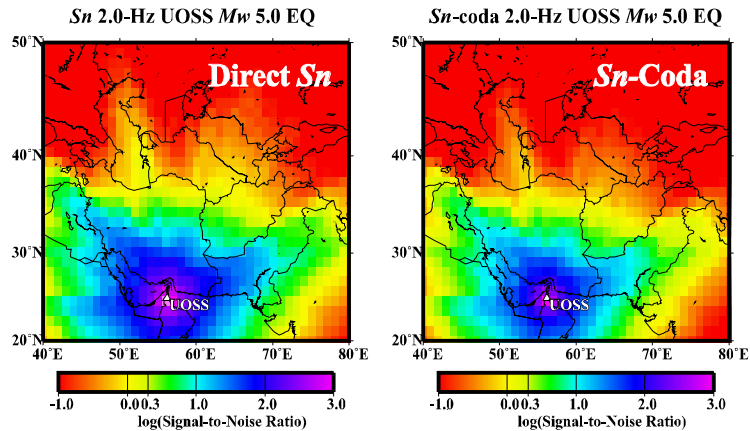 Sn 2.0-Hz UOSS Mw 5.0 EQ
Direct Sn
50°N
40°N
30°N
20°N
UOSS
40°E 50°E 60°E 70°E 80°E
-1.0 0.0 0.3 1.0 2.0 3.0
log(Signal-to-Noise Ratio)
Sn-coda 2.0-Hz UOSS Mw 5.0 EQ
Sn-Coda
50°N
40°N
30°N
20°N
UOSS
40°E 50°E 60°E 70°E 80°E
-1.0 0.0 0.3 1.0 2.0 3.0
log(Signal-to-Noise Ratio)